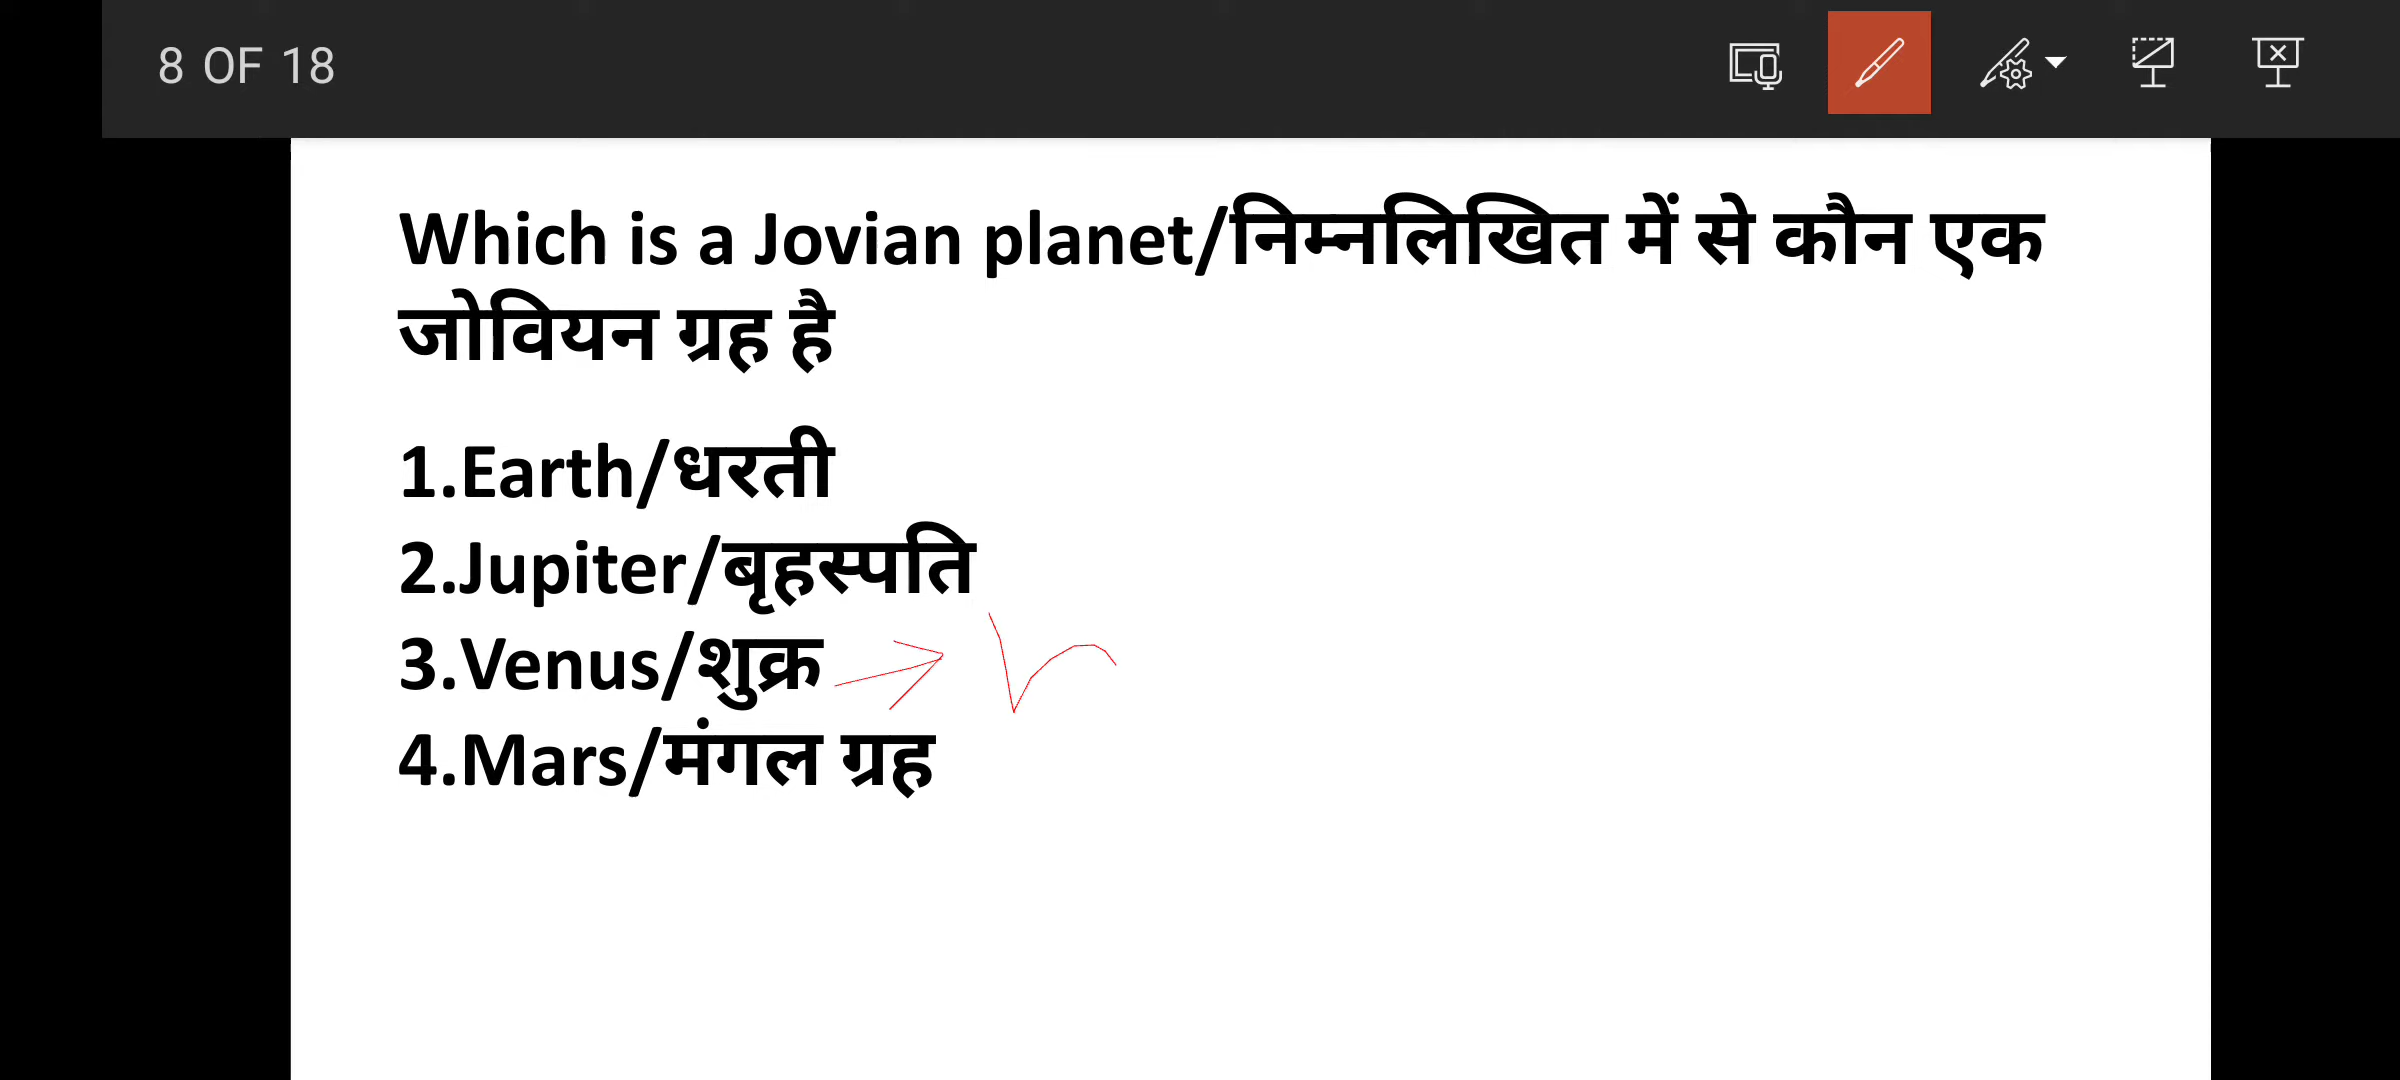 8 OF 18
Which is a Jovian planet/निम्नलिखित में से कौन एक
जोवियन ग्रह है
1.Earth/धरती
2.Jupiter/बृहस्पति
3.Venus/शुक्र
4.Mars/मंगल ग्रह